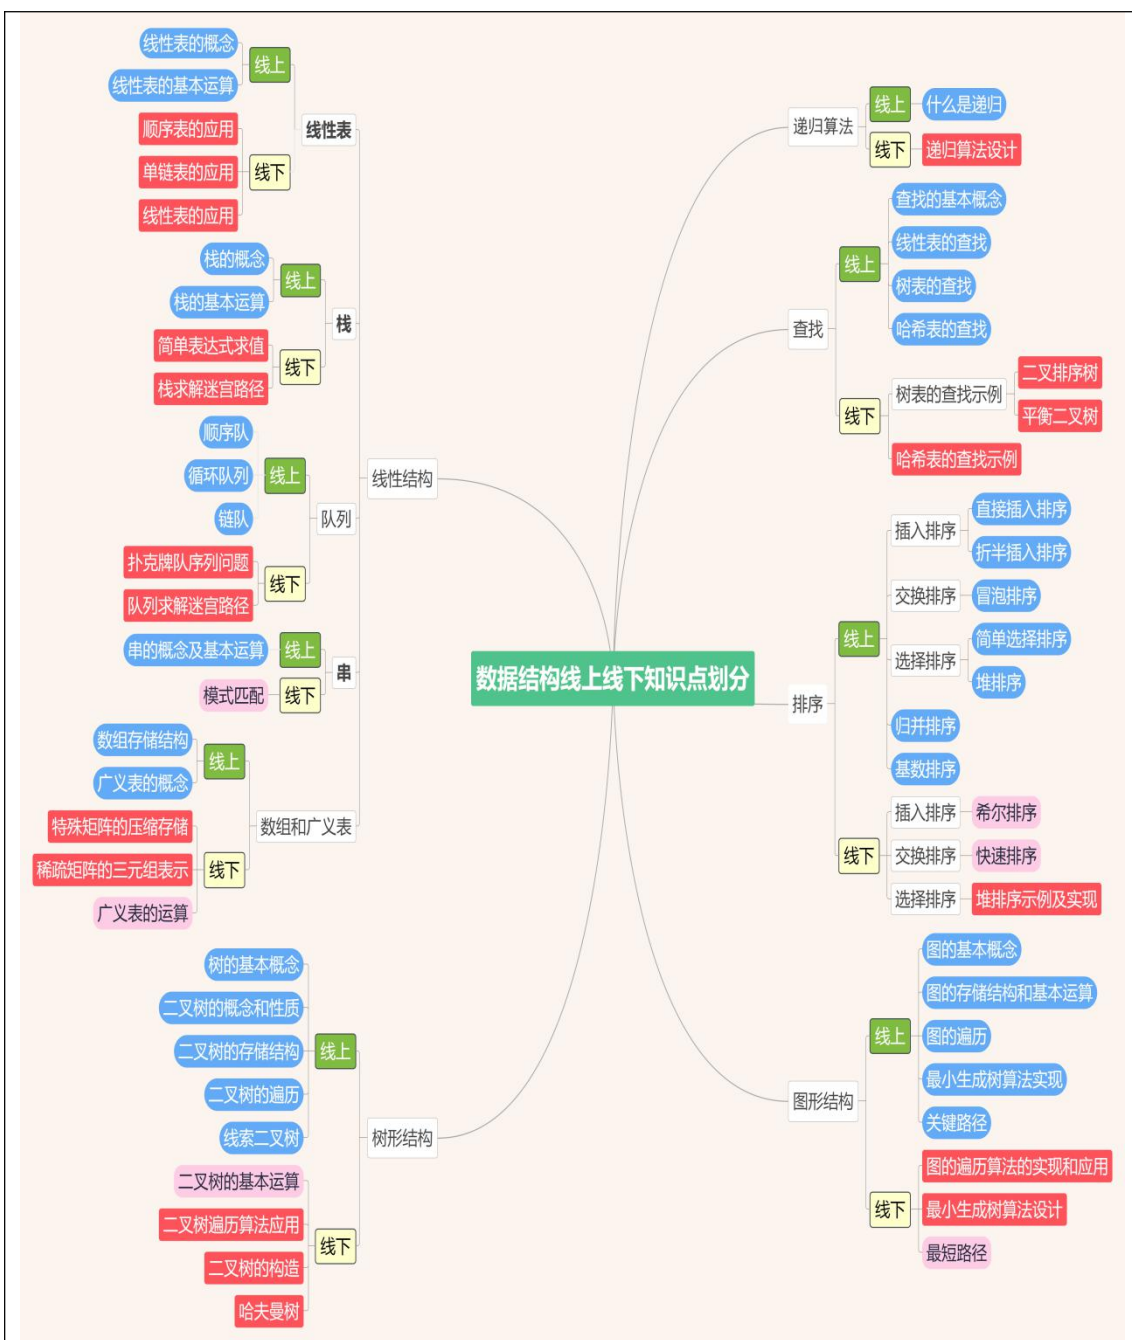 数据结构线上线下知识点划分
线性结构
线性表
线上
线性表的概念
线性表的基本运算
线下
顺序表的应用
单链表的应用
线性表的应用
栈
线上
栈的概念
栈的基本运算
线下
简单表达式求值
栈求解迷宫路径
队列
线上
顺序队
循环队列
链队
线下
扑克牌队序列问题
队列求解迷宫路径
串
线上
串的概念及基本运算
线下
模式匹配
数组和广义表
线上
数组存储结构
广义表的概念
线下
特殊矩阵的压缩存储
稀疏矩阵的三元组表示
广义表的运算
树形结构
线上
树的基本概念
二叉树的概念和性质
二叉树的存储结构
二叉树的遍历
线索二叉树
线下
二叉树的基本运算
二叉树遍历算法应用
二叉树的构造
哈夫曼树
递归算法
线上
什么是递归
线下
递归算法设计
查找
线上
查找的基本概念
线性表的查找
树表的查找
哈希表的查找
线下
树表的查找示例
二叉排序树
平衡二叉树
哈希表的查找示例
排序
线上
插入排序
直接插入排序
折半插入排序
交换排序
冒泡排序
选择排序
简单选择排序
堆排序
归并排序
基数排序
线下
插入排序
希尔排序
交换排序
快速排序
选择排序
堆排序示例及实现
图形结构
线上
图的基本概念
图的存储结构和基本运算
图的遍历
最小生成树算法实现
关键路径
线下
图的遍历算法的实现和应用
最小生成树算法设计
最短路径